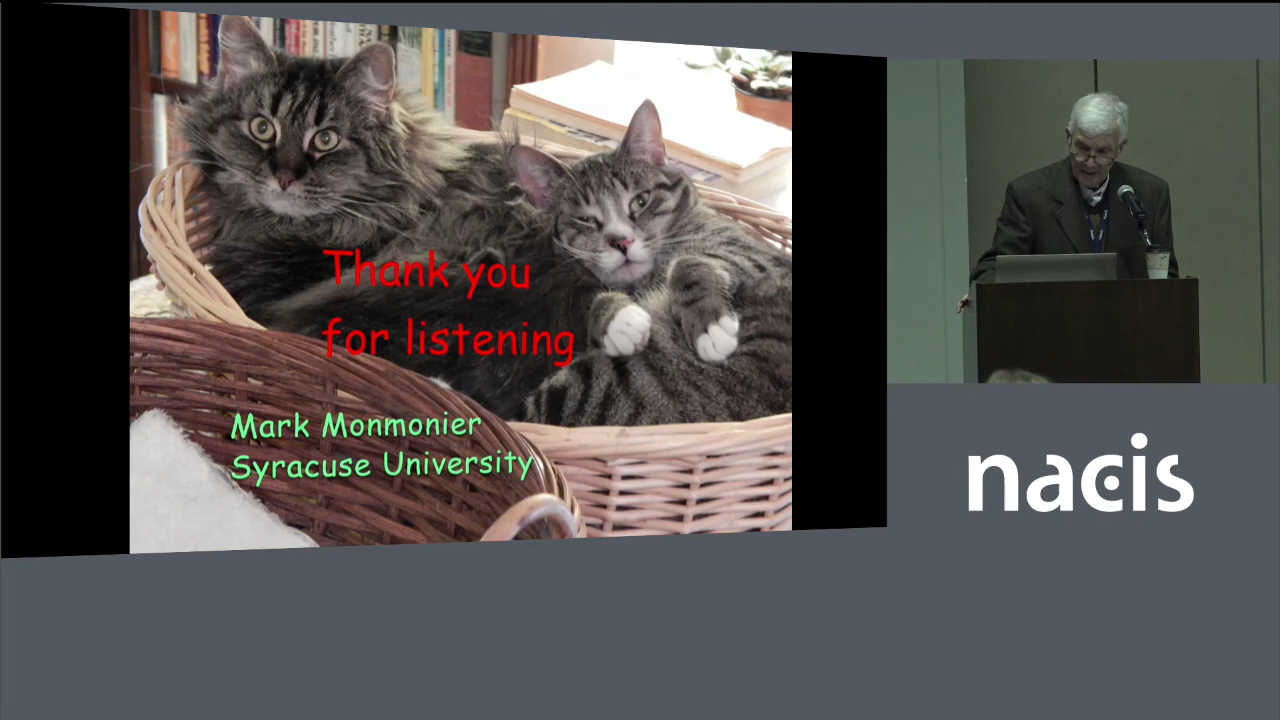 Thank you
for listening
Mark Monmonier
Syracuse University
nacis